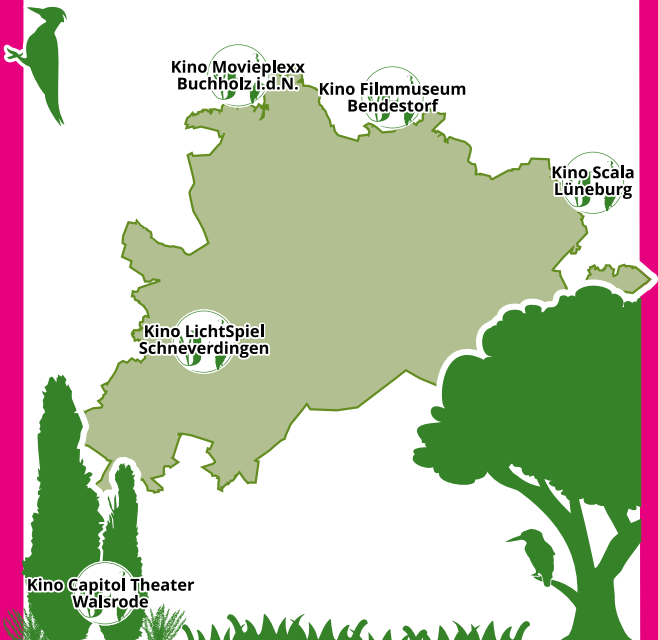 Kino Movieplexx
Buchholz i.d.N.
Kino Filmmuseum
Bendestorf
Kino Scala
Lüneburg
Kino LichtSpiel
Schneverdingen
Kino Capitol Theater
Walsrode